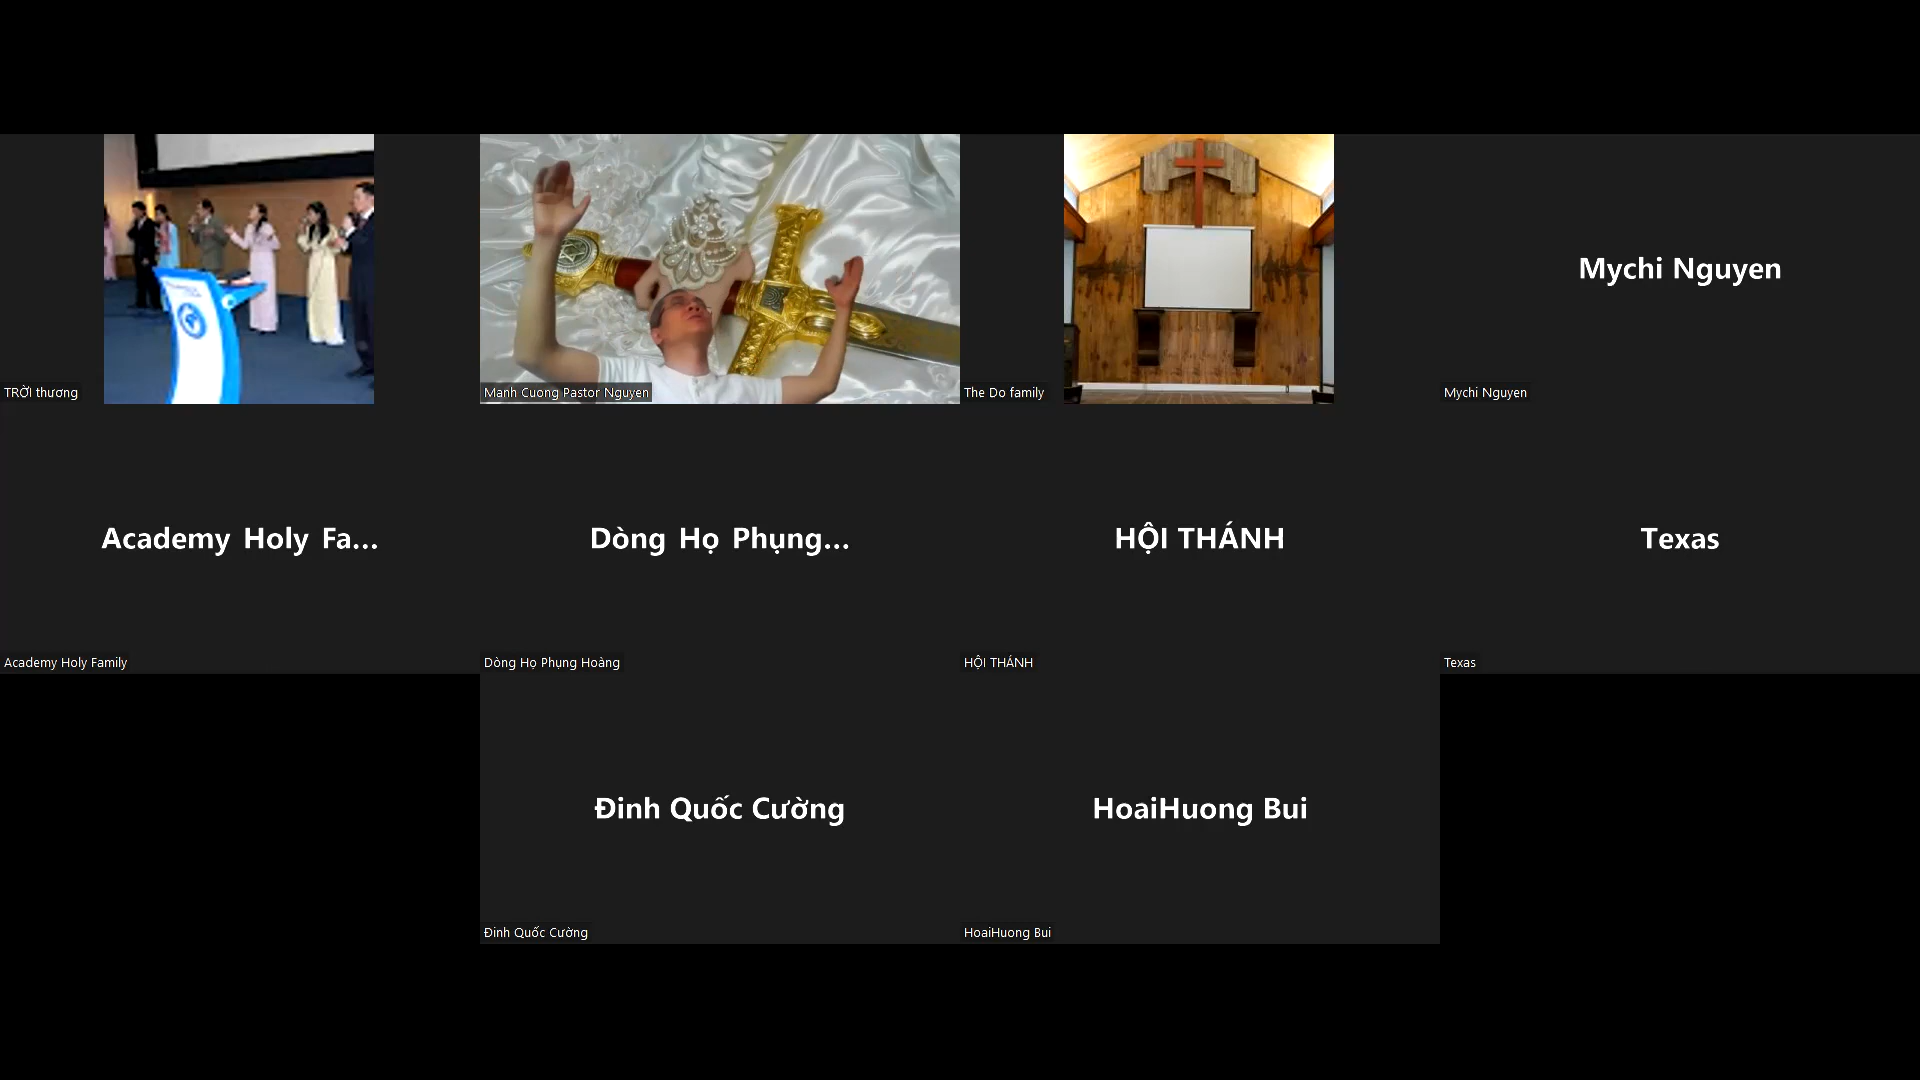 TRỜI thương
Manh Cuong Pastor Nguyen
The Do family
Mychi Nguyen
Mychi Nguyen
Academy Holy Fa...
Academy Holy Family
Dòng Họ Phụng...
Dòng Họ Phụng Hoàng
HỘI THÁNH
HỘI THÁNH
Texas
Texas
Đinh Quốc Cường
Đinh Quốc Cường
HoaiHuong Bui
HoaiHuong Bui